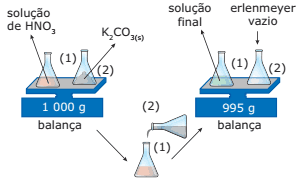 solução
de HNO₃
K₂CO₃₍s₎
(1)
(2)
1 000 g
balança
solução
final
erlenmeyer
vazio
(1)
(2)
995 g
balança
(2)
(1)